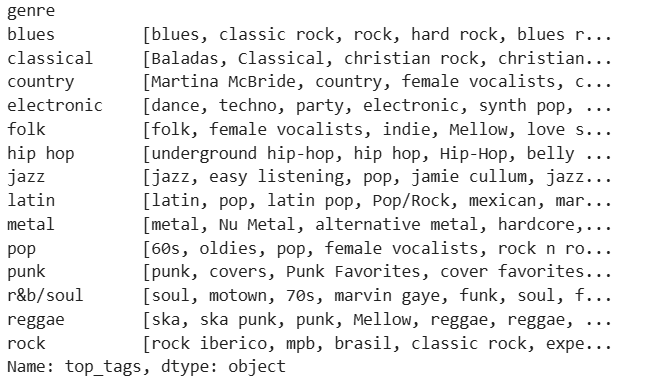 genre
blues [blues, classic rock, rock, hard rock, blues r...
classical [Baladas, Classical, christian rock, christian...
country [Martina McBride, country, female vocalists, c...
electronic [dance, techno, party, electronic, synth pop, ...
folk [folk, female vocalists, indie, Mellow, love s...
hip hop [underground hip-hop, hip hop, Hip-Hop, belly ...
jazz [jazz, easy listening, pop, jamie cullum, jazz...
latin [latin, pop, latin pop, Pop/Rock, mexican, mar...
metal [metal, Nu Metal, alternative metal, hardcore,...
pop [60s, oldies, pop, female vocalists, rock n ro...
punk [punk, covers, Punk Favorites, cover favorites...
r&b/soul [soul, motown, 70s, marvin gaye, funk, soul, f...
reggae [ska, ska punk, punk, Mellow, reggae, reggae, ...
rock [rock iberico, mpb, brasil, classic rock, expe...
Name: top_tags, dtype: object